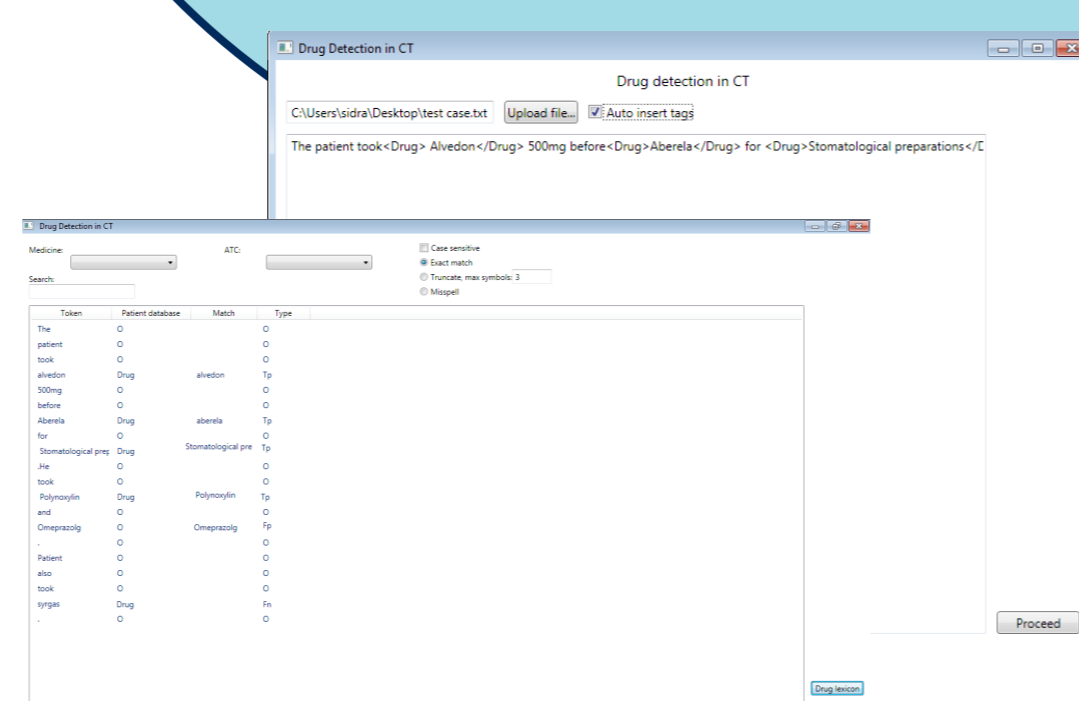 Drug Detection in CT
Drug detection in CT
C:\Users\sidra\Desktop\test case.txt Upload file... Auto insert tags
The patient took<Drug> Alvedon</Drug> 500mg before<Drug>Aberela</Drug> for <Drug>Stomatological preparations</D
Proceed
Drug Detection in CT
Medicine: ATC: Case sensitive
Exact match
Search: Truncate, max symbols: 3
Misspell
Token Patient database Match Type
The O O
patient O O
took O O
alvedon Drug alvedon Tp
500mg O O
before O O
Aberela Drug aberela Tp
for O O
Stomatological prep Drug Stomatological pre Tp
.He O O
took O O
Polynoxylin Drug Polynoxylin Tp
and O O
Omeprazolg O Omeprazolg Fp
. O O
Patient O O
also O O
took O O
syrgas Drug Fn
. O O
Drug lexicon